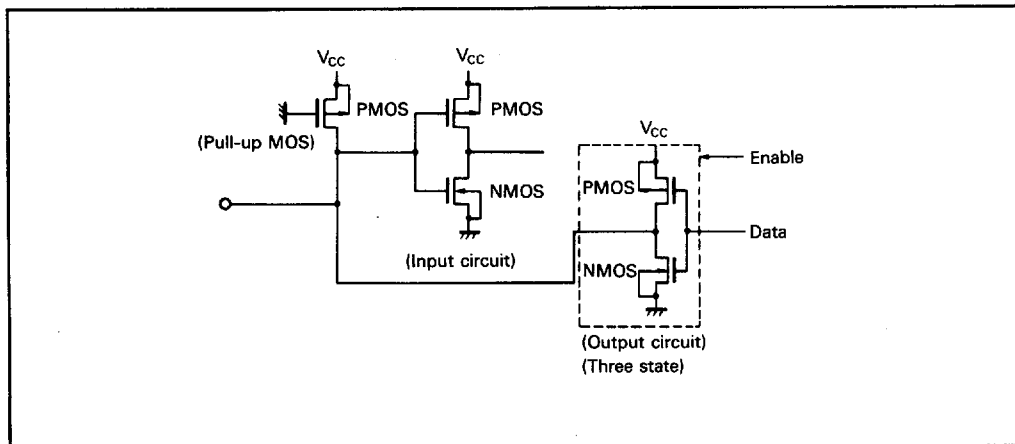 VCC
VCC
PMOS
PMOS
(Pull-up MOS)
VCC
Enable
PMOS
NMOS
Data
(Input circuit)
NMOS
(Output circuit)
(Three state)